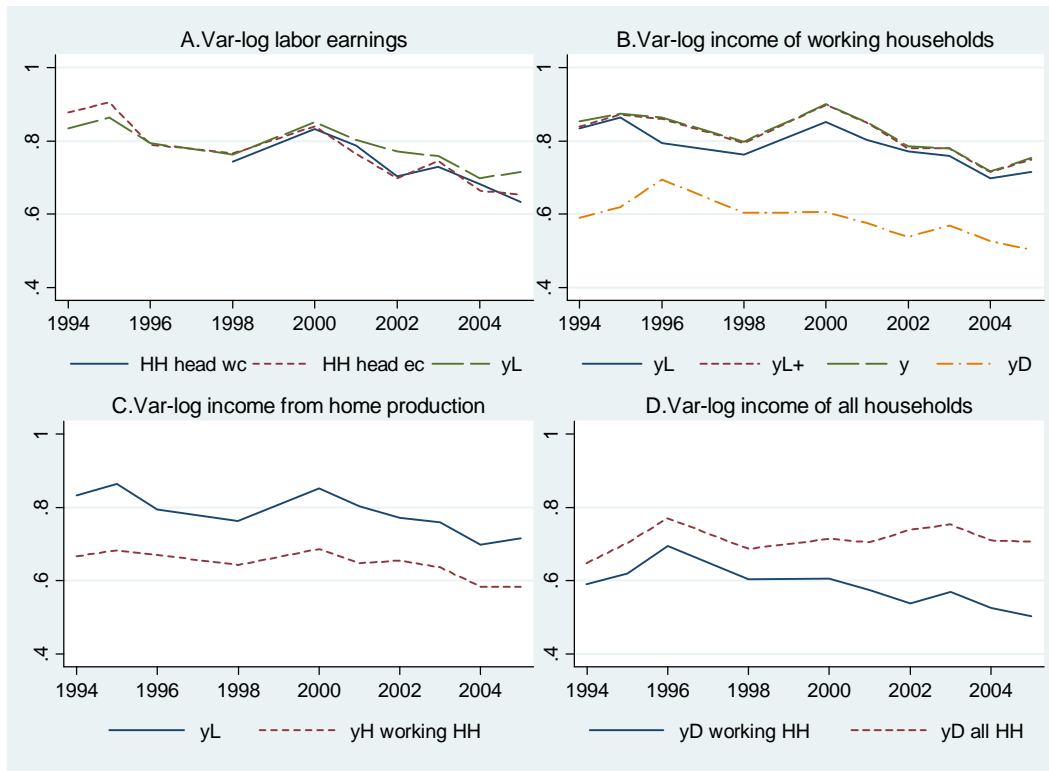 A.Var-log labor earnings
1
.8
.6
.4
1994 1996 1998 2000 2002 2004
HH head wc HH head ec yL
B.Var-log income of working households
1
.8
.6
.4
1994 1996 1998 2000 2002 2004
yL yL+ y yD
C.Var-log income from home production
1
.8
.6
.4
1994 1996 1998 2000 2002 2004
yL yH working HH
D.Var-log income of all households
1
.8
.6
.4
1994 1996 1998 2000 2002 2004
yD working HH yD all HH